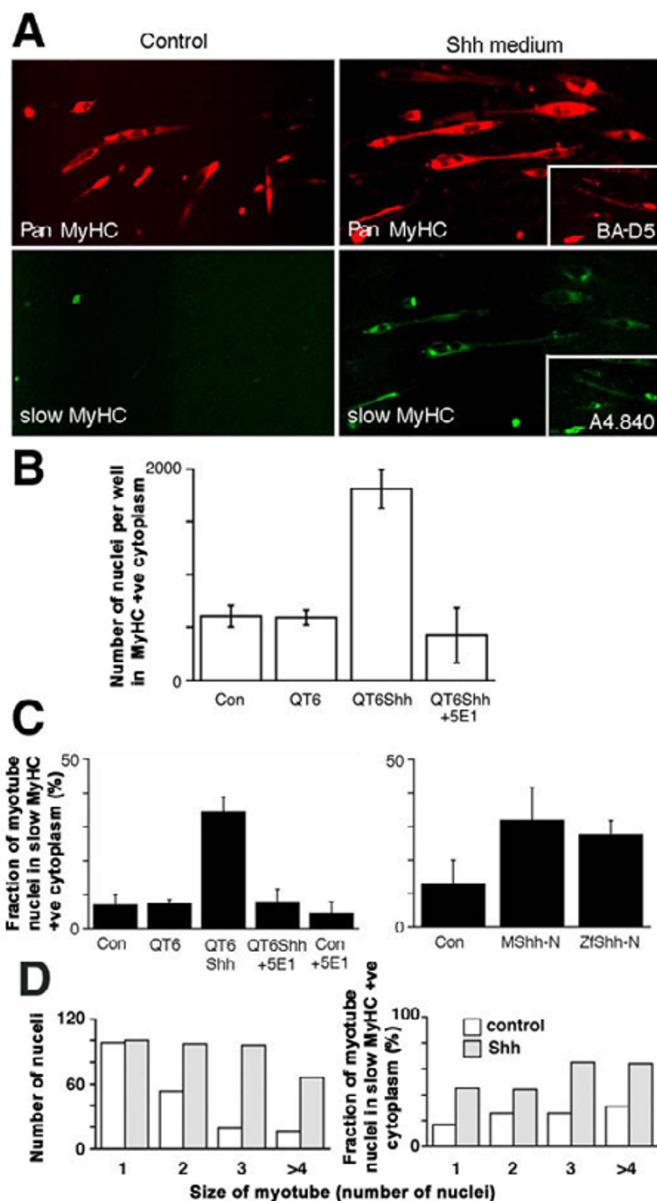 A
Control
Shh medium
Pan MyHC
Pan MyHC
BA-D5
slow MyHC
slow MyHC
A4.840
B
Number of nuclei per well
in MyHC +ve cytoplasm
2000
0
Con
QT6
QT6Shh
QT6Shh
+5E1
C
Fraction of myotube
nuclei in slow MyHC
+ve cytoplasm (%)
50
0
Con
QT6
QT6
Shh
QT6Shh
+5E1
Con
+5E1
50
0
Con
MShh-N
ZfShh-N
D
Number of nuceli
120
60
0
1
2
3
>4
Fraction of myotube
nuclei in slow MyHC +ve
cytoplasm (%)
100
0
control
Shh
1
2
3
>4
Size of myotube (number of nuclei)